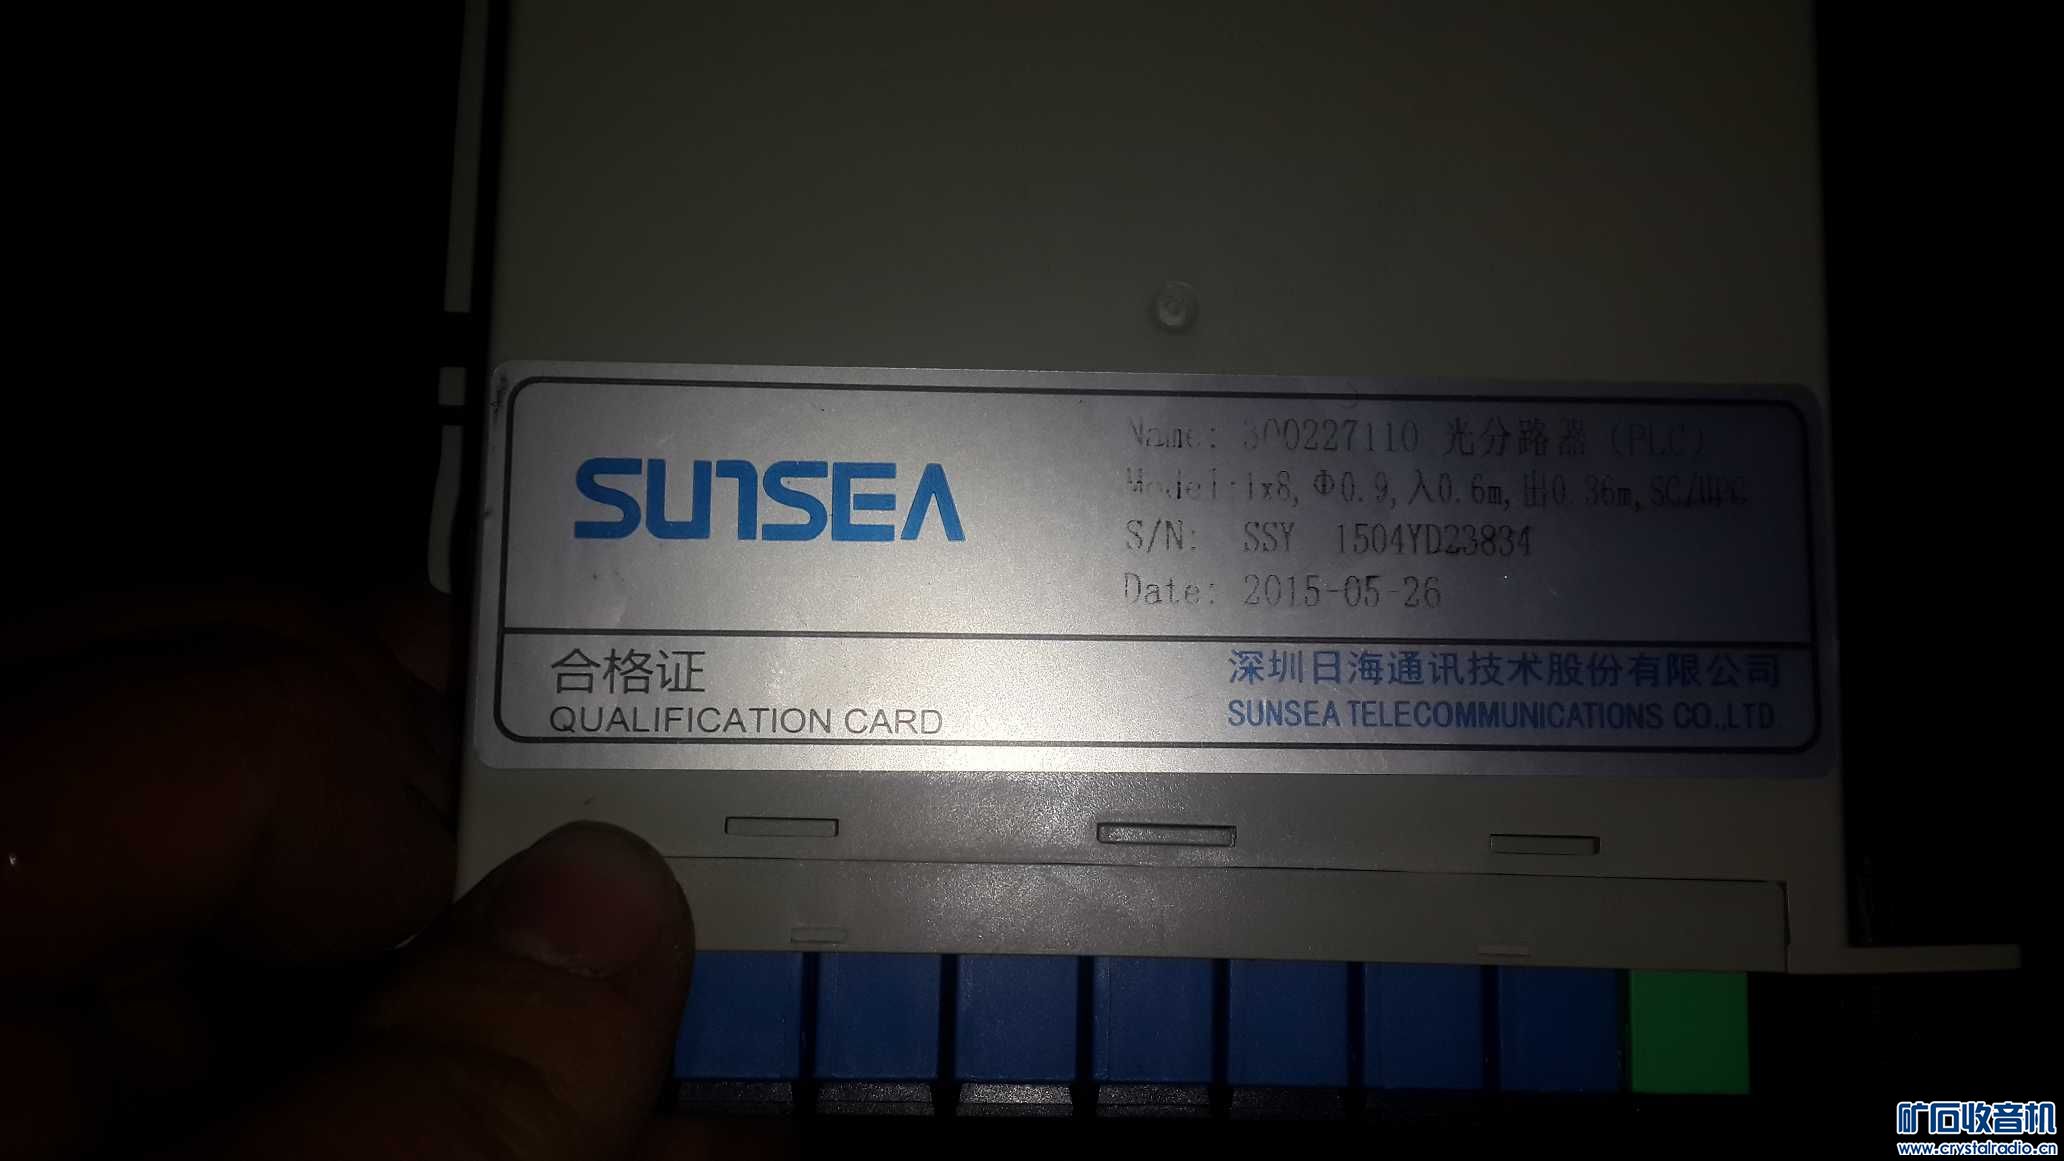 SUNSEA
Name: 300227110 光分路器 (PLC)
Model: 1x8, Φ0.9, 入0.6m, 出0.36m, SC/UPC
S/N: SSY 1504YD23834
Date: 2015-05-26
合格证
QUALIFICATION CARD
深圳日海通讯技术股份有限公司
SUNSEA TELECOMMUNICATIONS CO.,LTD
矿石收音机
www.crystalradio.cn